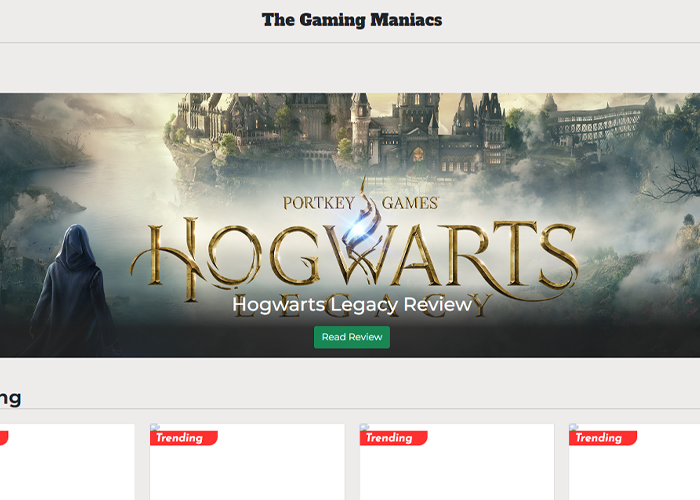 The Gaming Maniacs
PORTKEY GAMES
HOGWARTS
LEGACY
Hogwarts Legacy Review
Read Review
ng
Trending
Trending
Trending